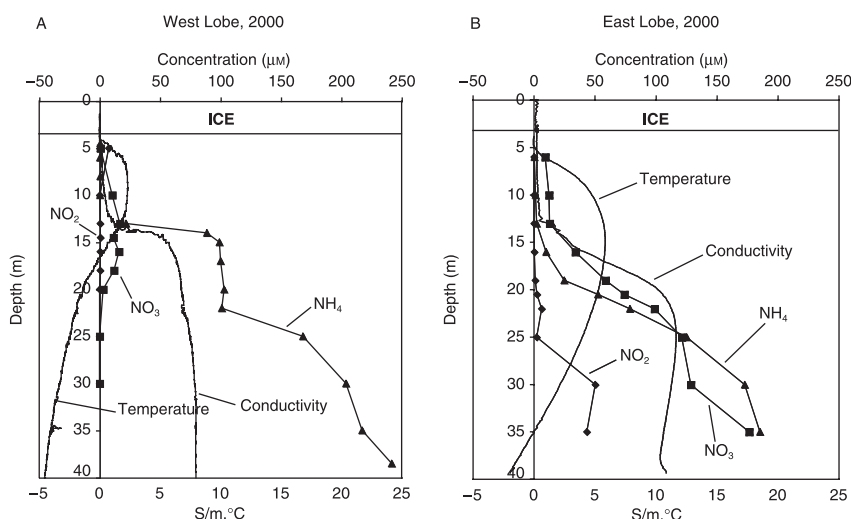 A
West Lobe, 2000
Concentration (μM)
−50 0 50 100 150 200 250
0
ICE
5
10
NO2
15
20
NO3
NH4
25
30
Temperature
Conductivity
35
40
Depth (m)
−5 0 5 10 15 20 25
S/m,°C
B
East Lobe, 2000
Concentration (μM)
−50 0 50 100 150 200 250
0
ICE
5
Temperature
10
15
Conductivity
20
NH4
25
NO2
30
NO3
35
40
Depth (m)
−5 0 5 10 15 20 25
S/m,°C